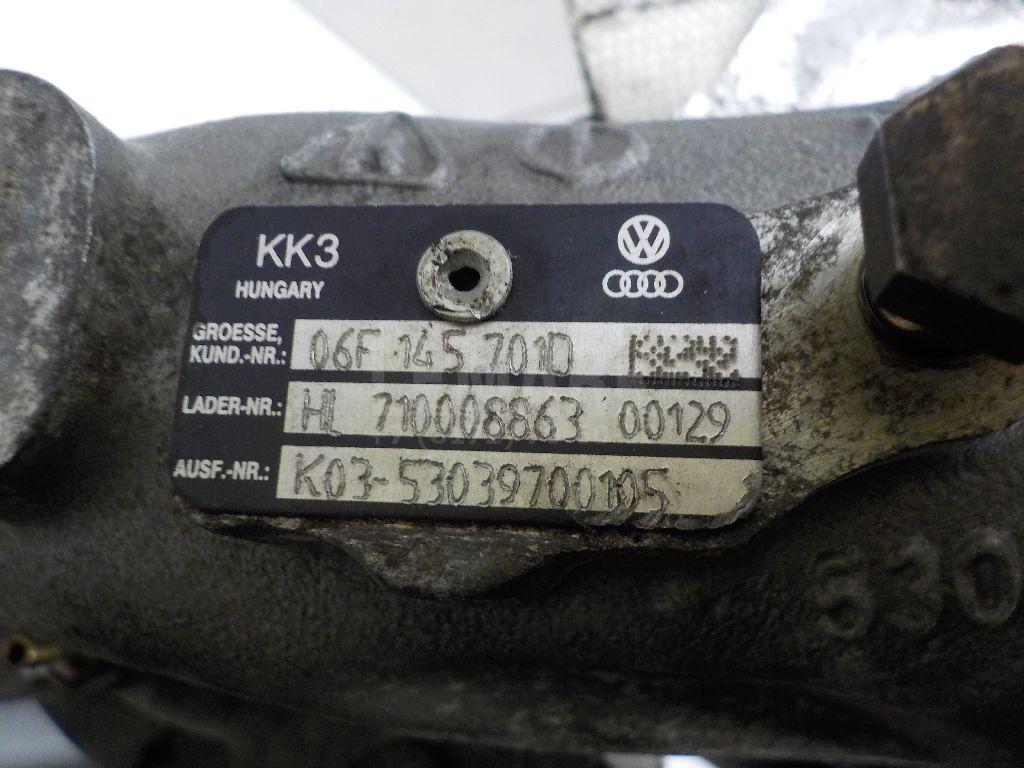 KK3
HUNGARY
GROESSE,
KUND.-NR.: 06F 145 701D
LADER-NR.: HL 710008863 00129
AUSF.-NR.: K03-53039700105
530